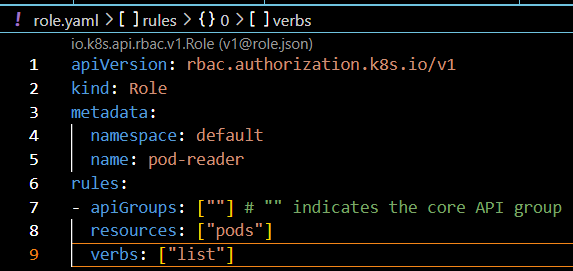 ! role.yaml > [ ] rules > {} 0 > [ ] verbs
io.k8s.api.rbac.v1.Role (v1@role.json)
1 apiVersion: rbac.authorization.k8s.io/v1
2 kind: Role
3 metadata:
4   namespace: default
5   name: pod-reader
6 rules:
7 - apiGroups: [""] # "" indicates the core API group
8   resources: ["pods"]
9   verbs: ["list"]